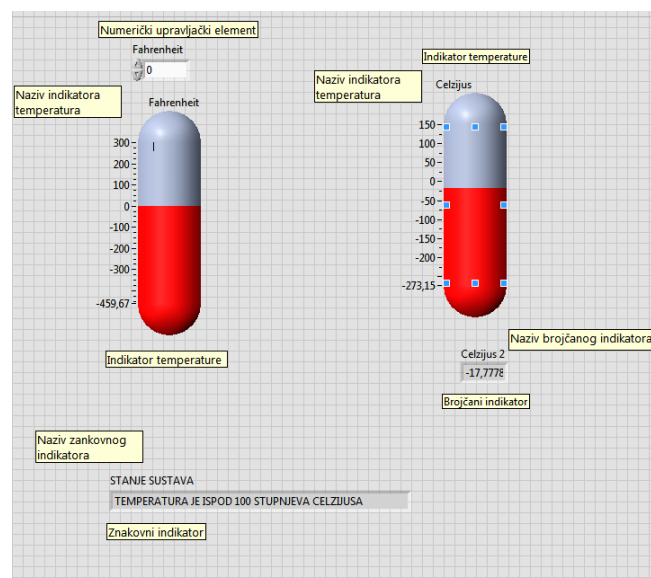 Numerički upravljački element
Fahrenheit
0
Naziv indikatora
temperatura
Fahrenheit
300
200
100
0
-100
-200
-300
-459,67
Indikator temperature
Indikator temperature
Naziv indikatora
temperatura
Celzijus
150
100
50
0
-50
-100
-150
-200
-273,15
Naziv brojčanog indikatora
Celzijus 2
-17,7778
Brojčani indikator
Naziv zankovnog
indikatora
STANJE SUSTAVA
TEMPERATURA JE ISPOD 100 STUPNJEVA CELZIJUSA
Znakovni indikator